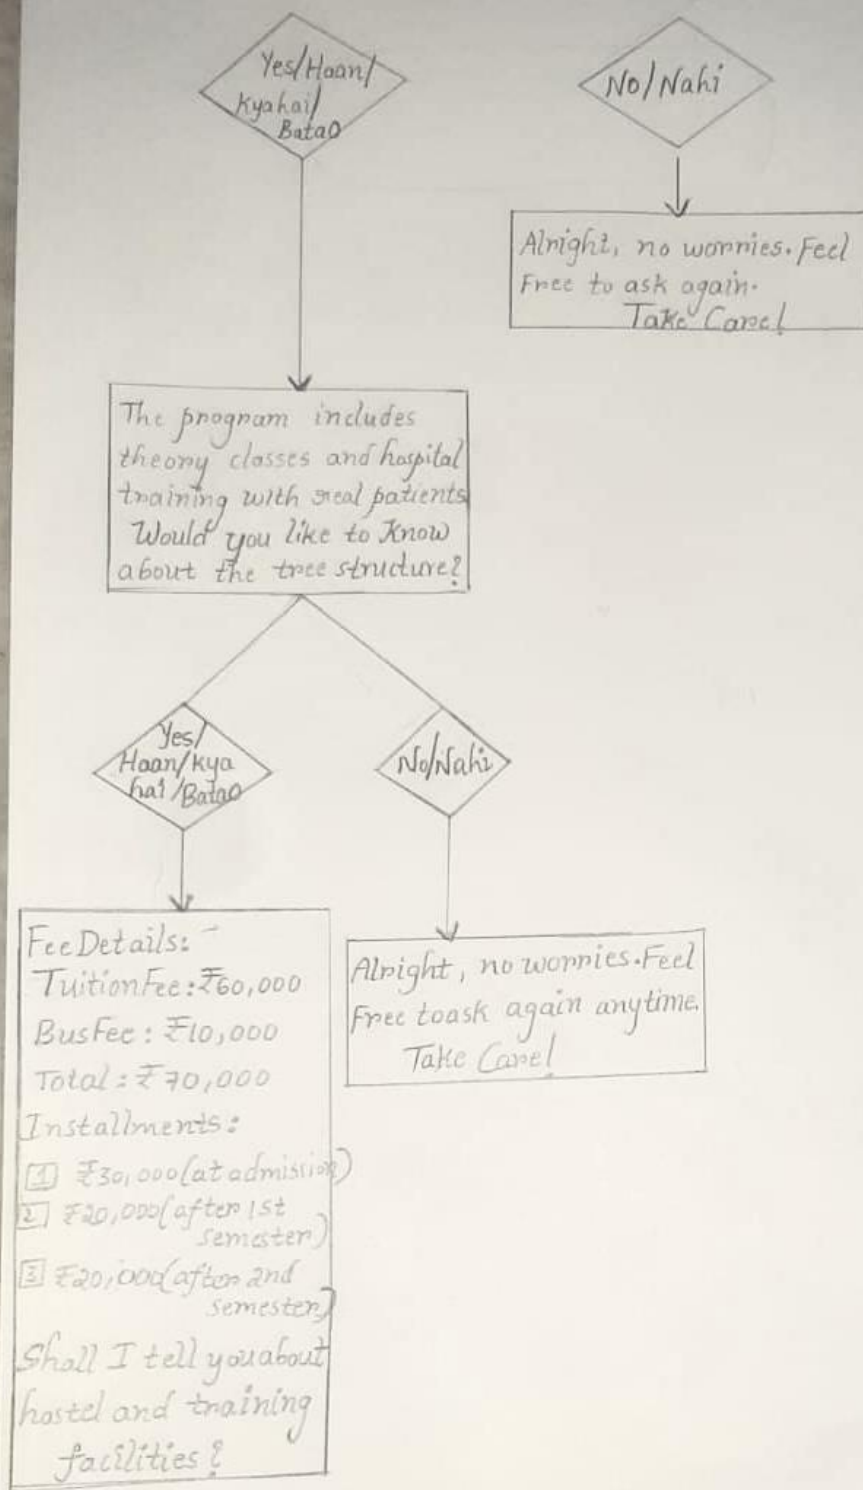 Yes/Haan/
Kyahai/
Batao
No/Nahi
Alright, no worries. Feel
Free to ask again.
Take Care!
The program includes
theory classes and hospital
training with real patients
Would you like to Know
about the tree structure?
Yes/
Haan/kya
hai/Batao
No/Nahi
Fee Details:
Tuition Fee: ₹60,000
Bus Fee: ₹10,000
Total: ₹70,000
Installments:
1 ₹30,000 (at admission)
2 ₹20,000 (after 1st
semester)
3 ₹20,000 (after 2nd
semester)
Shall I tell you about
hostel and training
facilities?
Alright, no worries. Feel
Free to ask again anytime.
Take Care!